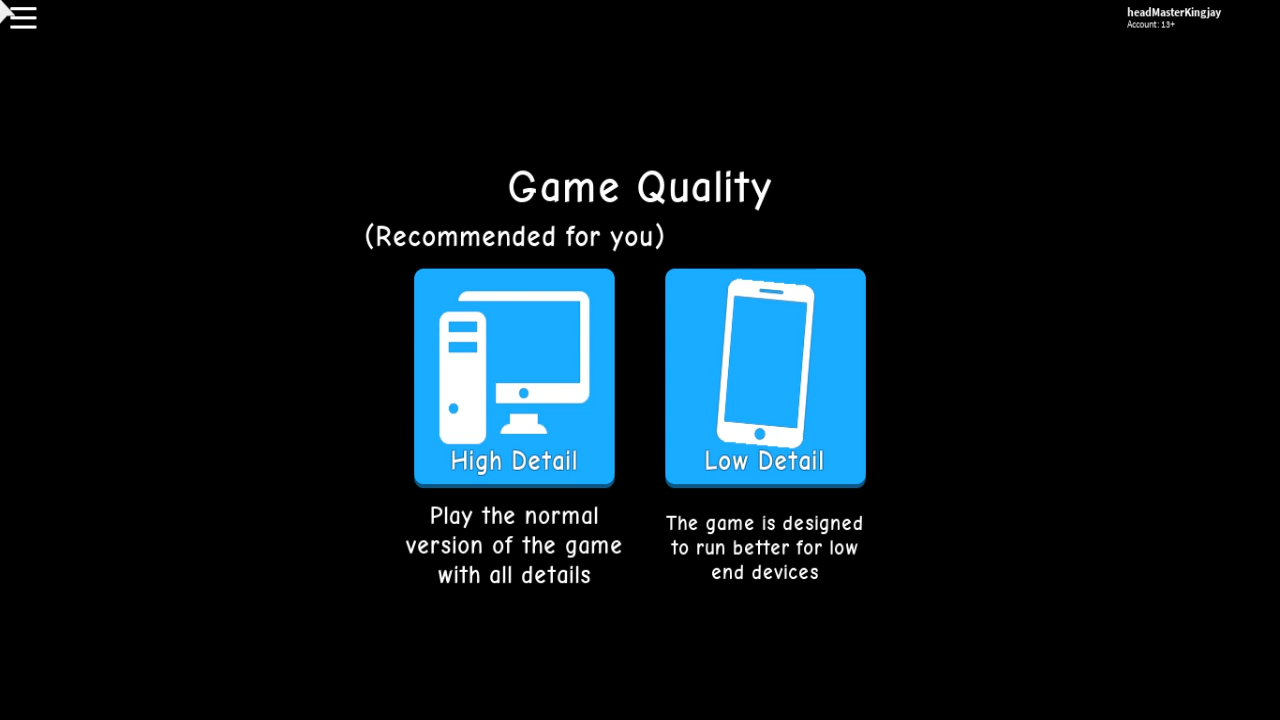 headMasterKingjay
Account: 13+
Game Quality
(Recommended for you)
High Detail
Low Detail
Play the normal
version of the game
with all details
The game is designed
to run better for low
end devices